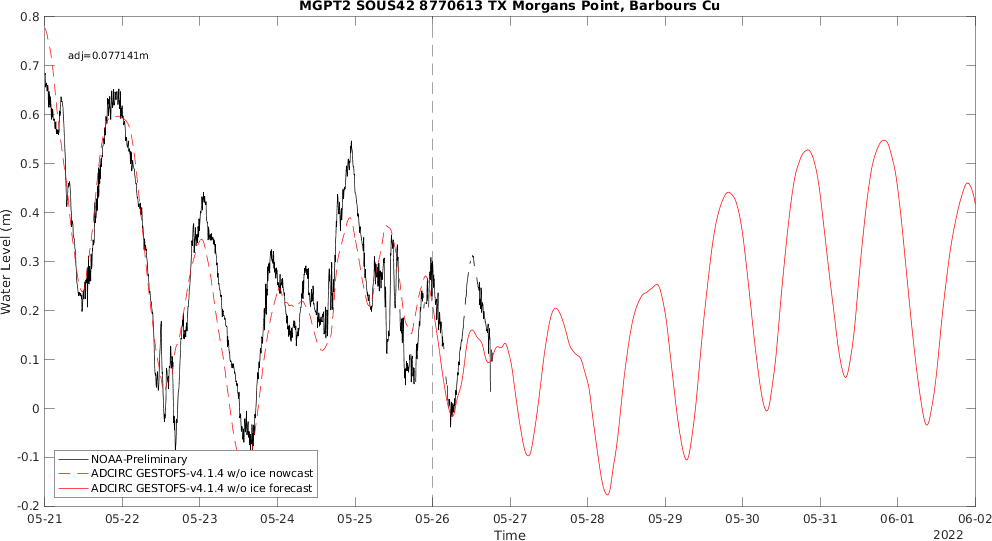 MGPT2 SOUS42 8770613 TX Morgans Point, Barbours Cu
adj=0.077141m
Water Level (m)
0.8
0.7
0.6
0.5
0.4
0.3
0.2
0.1
0
-0.1
-0.2
NOAA-Preliminary
ADCIRC GESTOFS-v4.1.4 w/o ice nowcast
ADCIRC GESTOFS-v4.1.4 w/o ice forecast
05-21 05-22 05-23 05-24 05-25 05-26 05-27 05-28 05-29 05-30 05-31 06-01 06-02
Time
2022